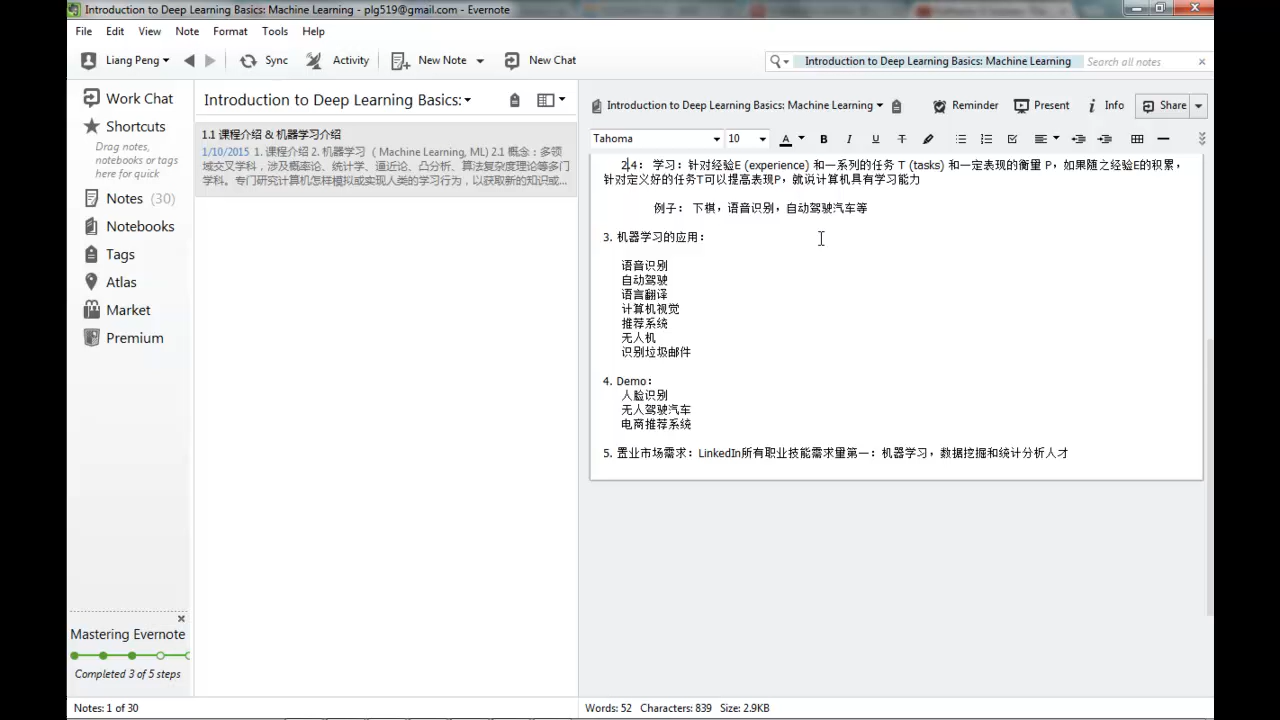 Introduction to Deep Learning Basics: Machine Learning - plg519@gmail.com - Evernote
File Edit View Note Format Tools Help
Liang Peng Sync Activity New Note New Chat
Introduction to Deep Learning Basics: Machine Learning Search all notes
Work Chat
Shortcuts
Drag notes,
notebooks or tags
here for quick
Notes (30)
Notebooks
Tags
Atlas
Market
Premium
Mastering Evernote
Completed 3 of 5 steps
Notes: 1 of 30
Introduction to Deep Learning Basics:
1.1 课程介绍 & 机器学习介绍
1/10/2015 1. 课程介绍 2. 机器学习 ( Machine Learning, ML) 2.1 概念：多领
域交叉学科，涉及概率论、统计学、逼近论、凸分析、算法复杂度理论等多门
学科。专门研究计算机怎样模拟或实现人类的学习行为，以获取新的知识或...
Introduction to Deep Learning Basics: Machine Learning Reminder Present Info Share
Tahoma 10 A B I U T
2.4： 学习：针对经验E (experience) 和一系列的任务 T (tasks) 和一定表现的衡量 P，如果随之经验E的积累，
针对定义好的任务T可以提高表现P，就说计算机具有学习能力
例子： 下棋，语音识别，自动驾驶汽车等
3. 机器学习的应用：
语音识别
自动驾驶
语言翻译
计算机视觉
推荐系统
无人机
识别垃圾邮件
4. Demo：
人脸识别
无人驾驶汽车
电商推荐系统
5. 置业市场需求：LinkedIn所有职业技能需求量第一：机器学习，数据挖掘和统计分析人才
Words: 52 Characters: 839 Size: 2.9KB